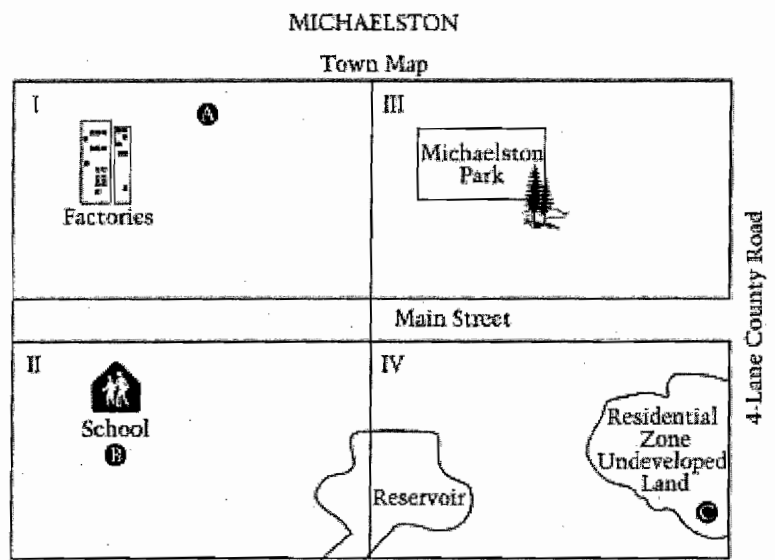 MICHAELSTON
Town Map
I
A
Factories
III
Michaelston
Park
4-Lane County Road
Main Street
II
School
B
IV
Reservoir
Residential
Zone
Undeveloped
Land
C